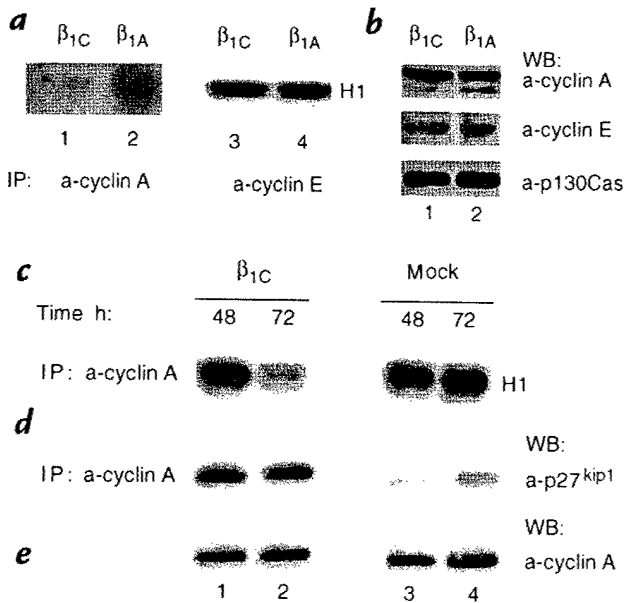 a
β1C β1A
H1
1 2 3 4
IP: a-cyclin A a-cyclin E
b
β1C β1A
WB:
a-cyclin A
a-cyclin E
a-p130Cas
1 2
c
β1C Mock
Time h: 48 72 48 72
IP: a-cyclin A H1
d
WB:
IP: a-cyclin A a-p27kip1
WB:
e a-cyclin A
1 2 3 4